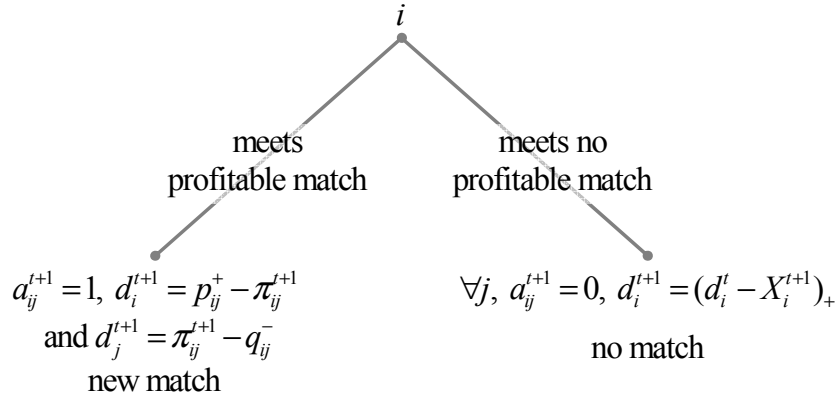 i
meets
profitable match
meets no
profitable match
a_{ij}^{t+1} = 1, d_i^{t+1} = p_{ij}^+ − π_{ij}^{t+1}
and d_j^{t+1} = π_{ij}^{t+1} − q_{ij}^−
new match
∀j, a_{ij}^{t+1} = 0, d_i^{t+1} = (d_i^t − X_i^{t+1})_+
no match